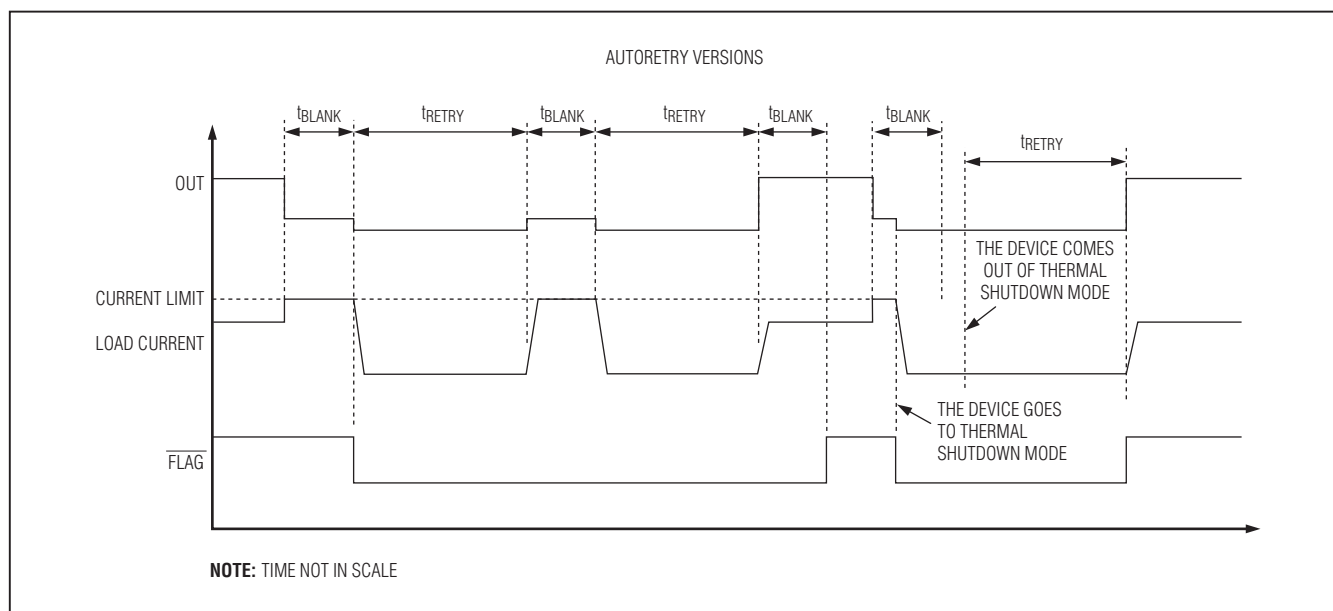 AUTORETRY VERSIONS
tBLANK
tRETRY
tBLANK
tRETRY
tBLANK
tBLANK
tRETRY
OUT
THE DEVICE COMES
OUT OF THERMAL
SHUTDOWN MODE
CURRENT LIMIT
LOAD CURRENT
THE DEVICE GOES
TO THERMAL
SHUTDOWN MODE
FLAG
NOTE: TIME NOT IN SCALE